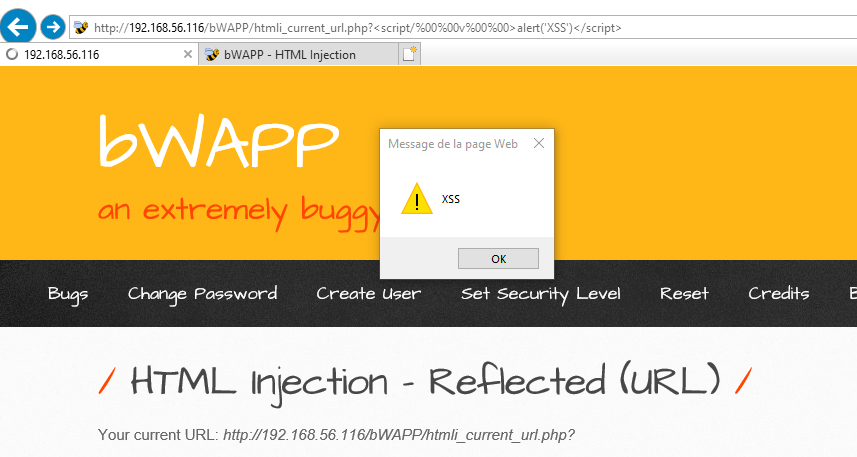 http://192.168.56.116/bWAPP/htmli_current_url.php?<script/%00%00v%00%00>alert('XSS')</script>
192.168.56.116
bWAPP - HTML Injection
bWAPP
an extremely buggy
Message de la page Web
XSS
OK
Bugs Change Password Create User Set Security Level Reset Credits B
/ HTML Injection - Reflected (URL) /
Your current URL: http://192.168.56.116/bWAPP/htmli_current_url.php?